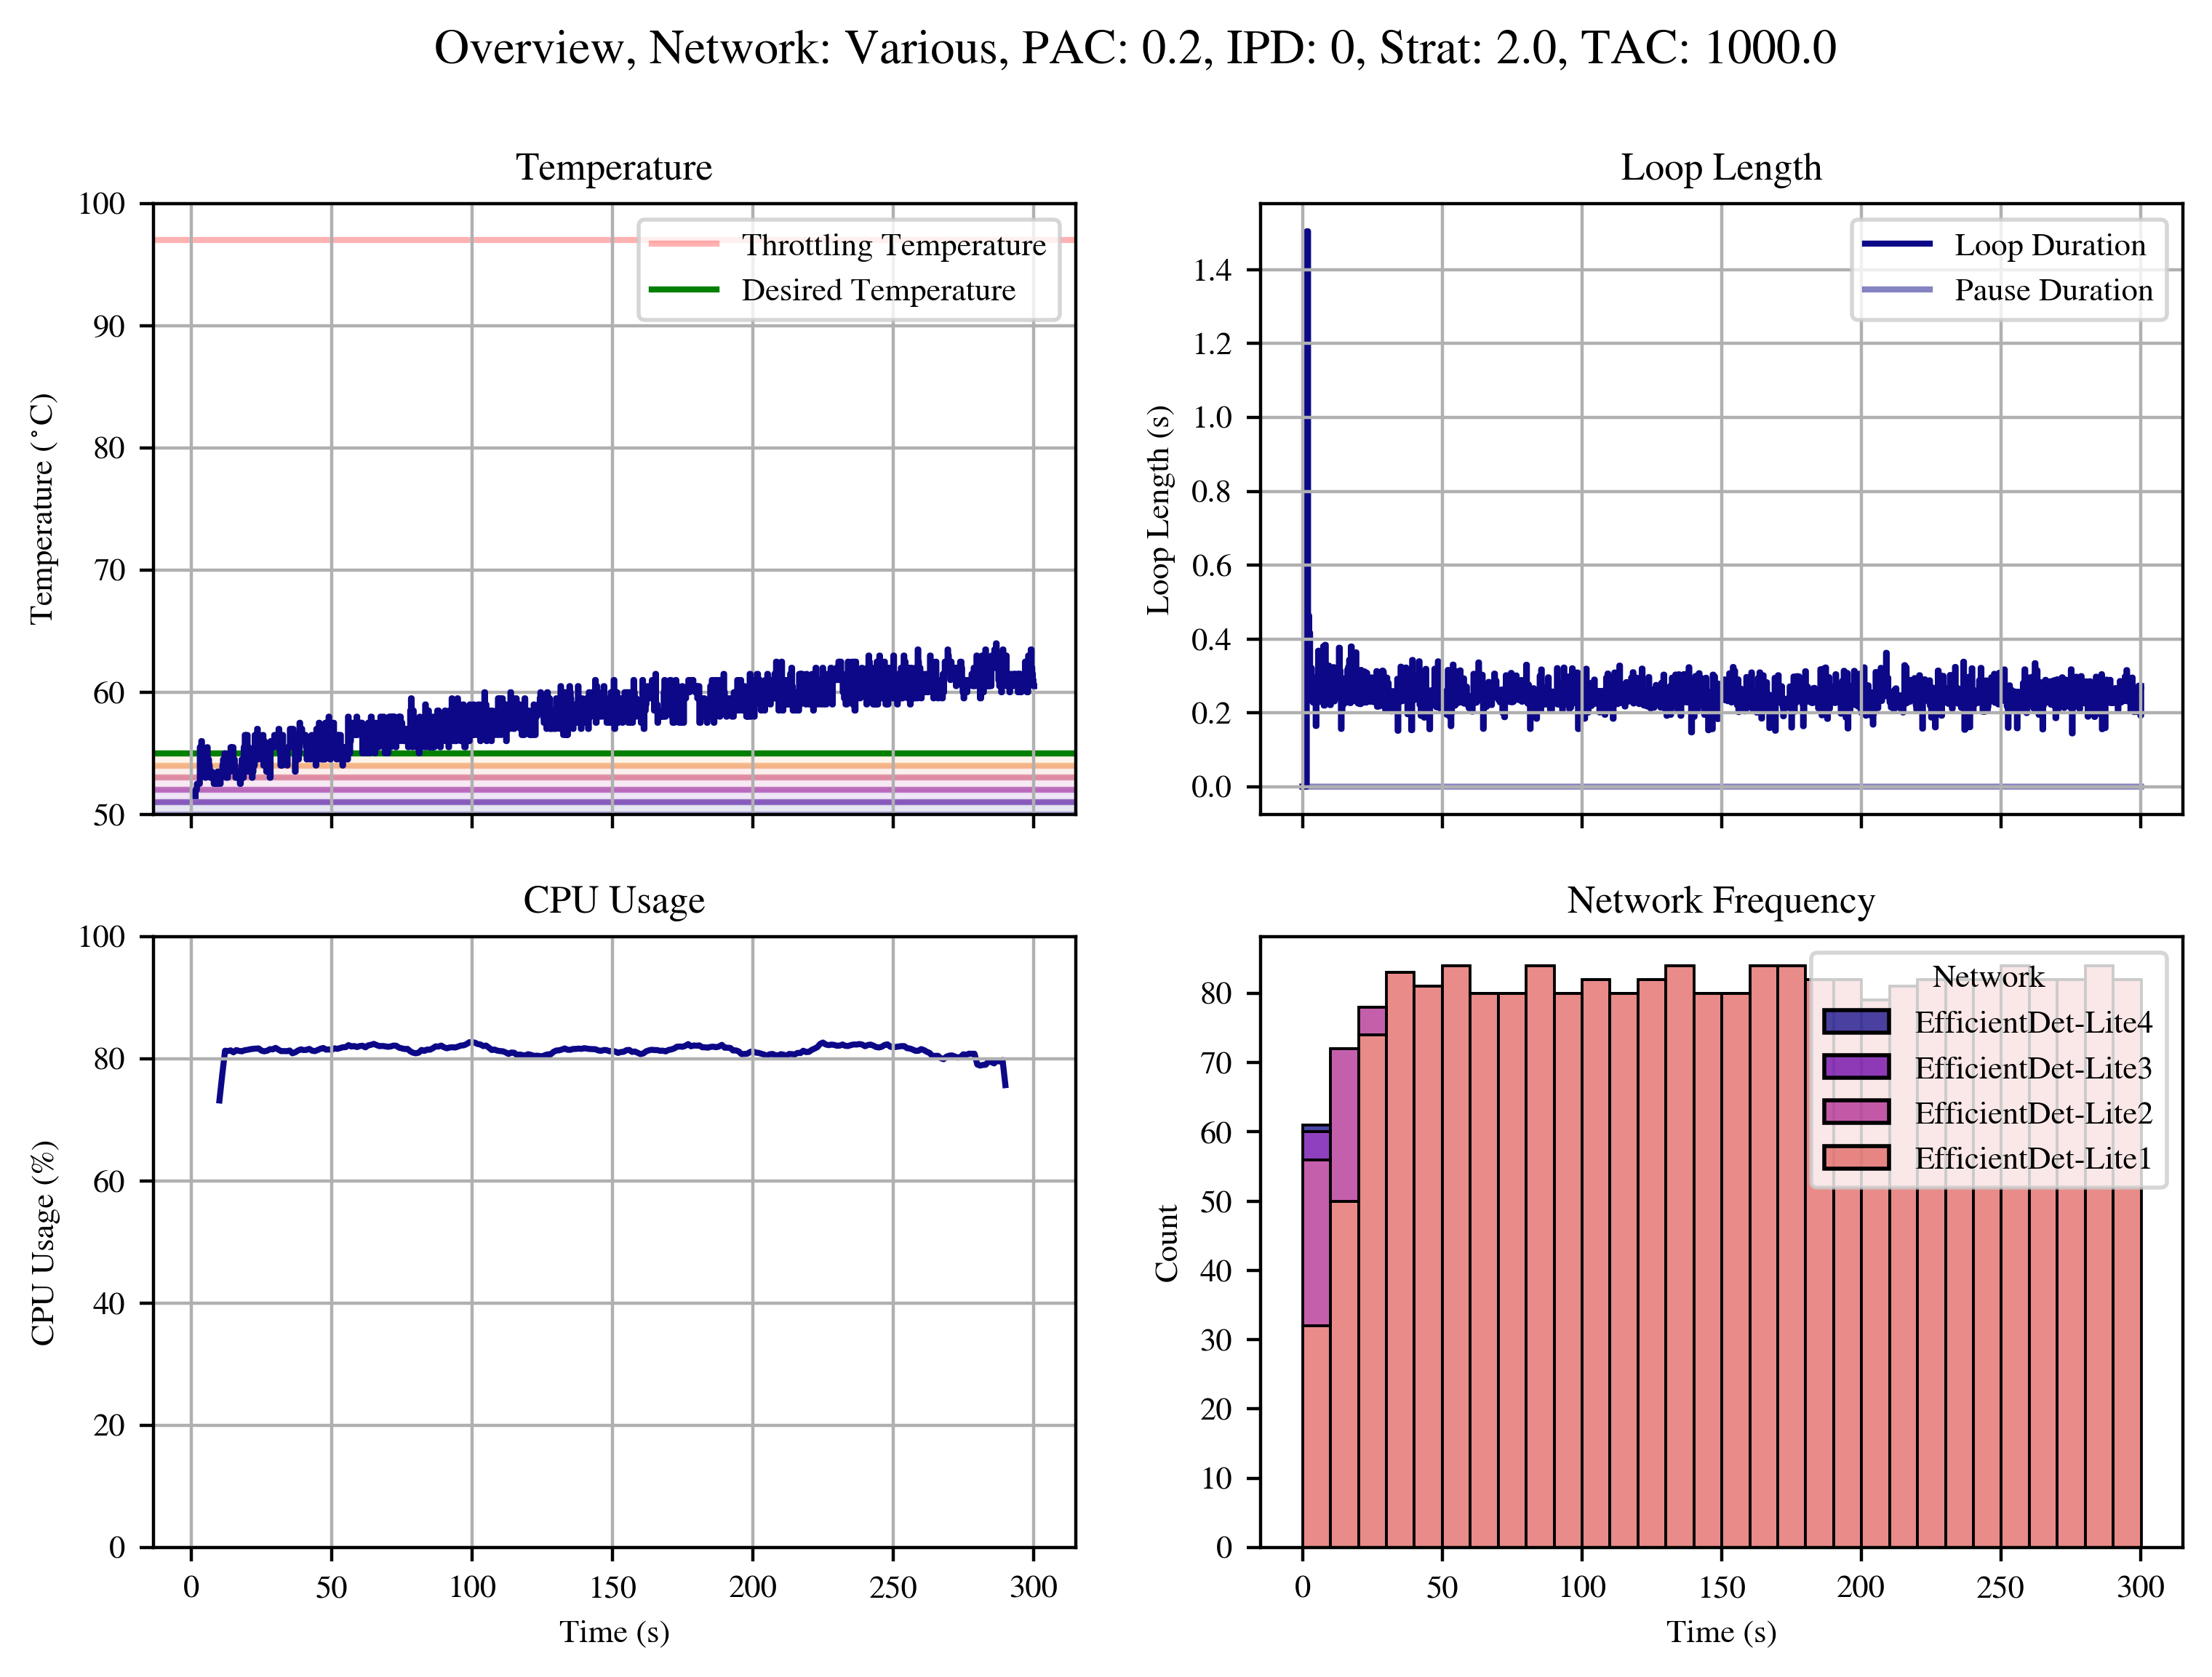 Overview, Network: Various, PAC: 0.2, IPD: 0, Strat: 2.0, TAC: 1000.0
Temperature
100
90
80
70
60
50
Temperature (°C)
Throttling Temperature
Desired Temperature
Loop Length
1.4
1.2
1.0
0.8
0.6
0.4
0.2
0.0
Loop Length (s)
Loop Duration
Pause Duration
CPU Usage
100
80
60
40
20
0
CPU Usage (%)
0 50 100 150 200 250 300
Time (s)
Network Frequency
80
70
60
50
40
30
20
10
0
Count
Network
EfficientDet-Lite4
EfficientDet-Lite3
EfficientDet-Lite2
EfficientDet-Lite1
0 50 100 150 200 250 300
Time (s)